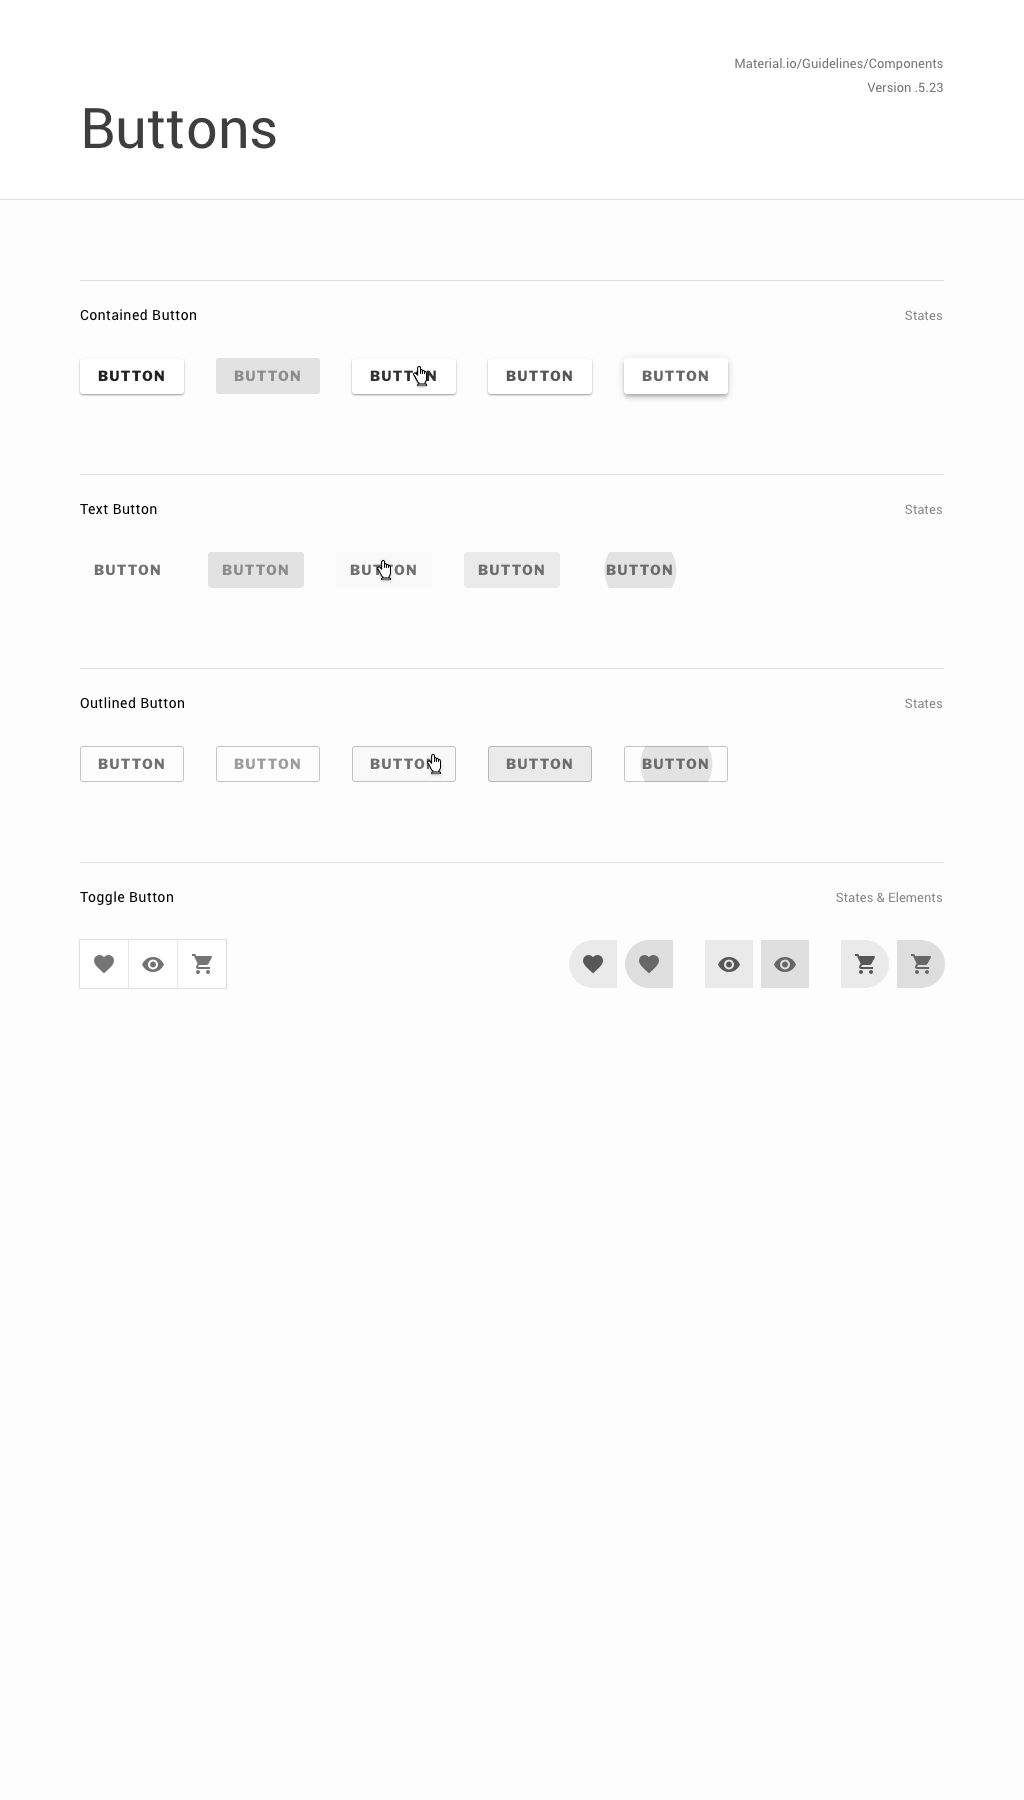 Material.io/Guidelines/Components
Version .5.23
Buttons
Contained Button States
BUTTON BUTTON BUTTON BUTTON BUTTON
Text Button States
BUTTON BUTTON BUTTON BUTTON BUTTON
Outlined Button States
BUTTON BUTTON BUTTON BUTTON BUTTON
Toggle Button States & Elements